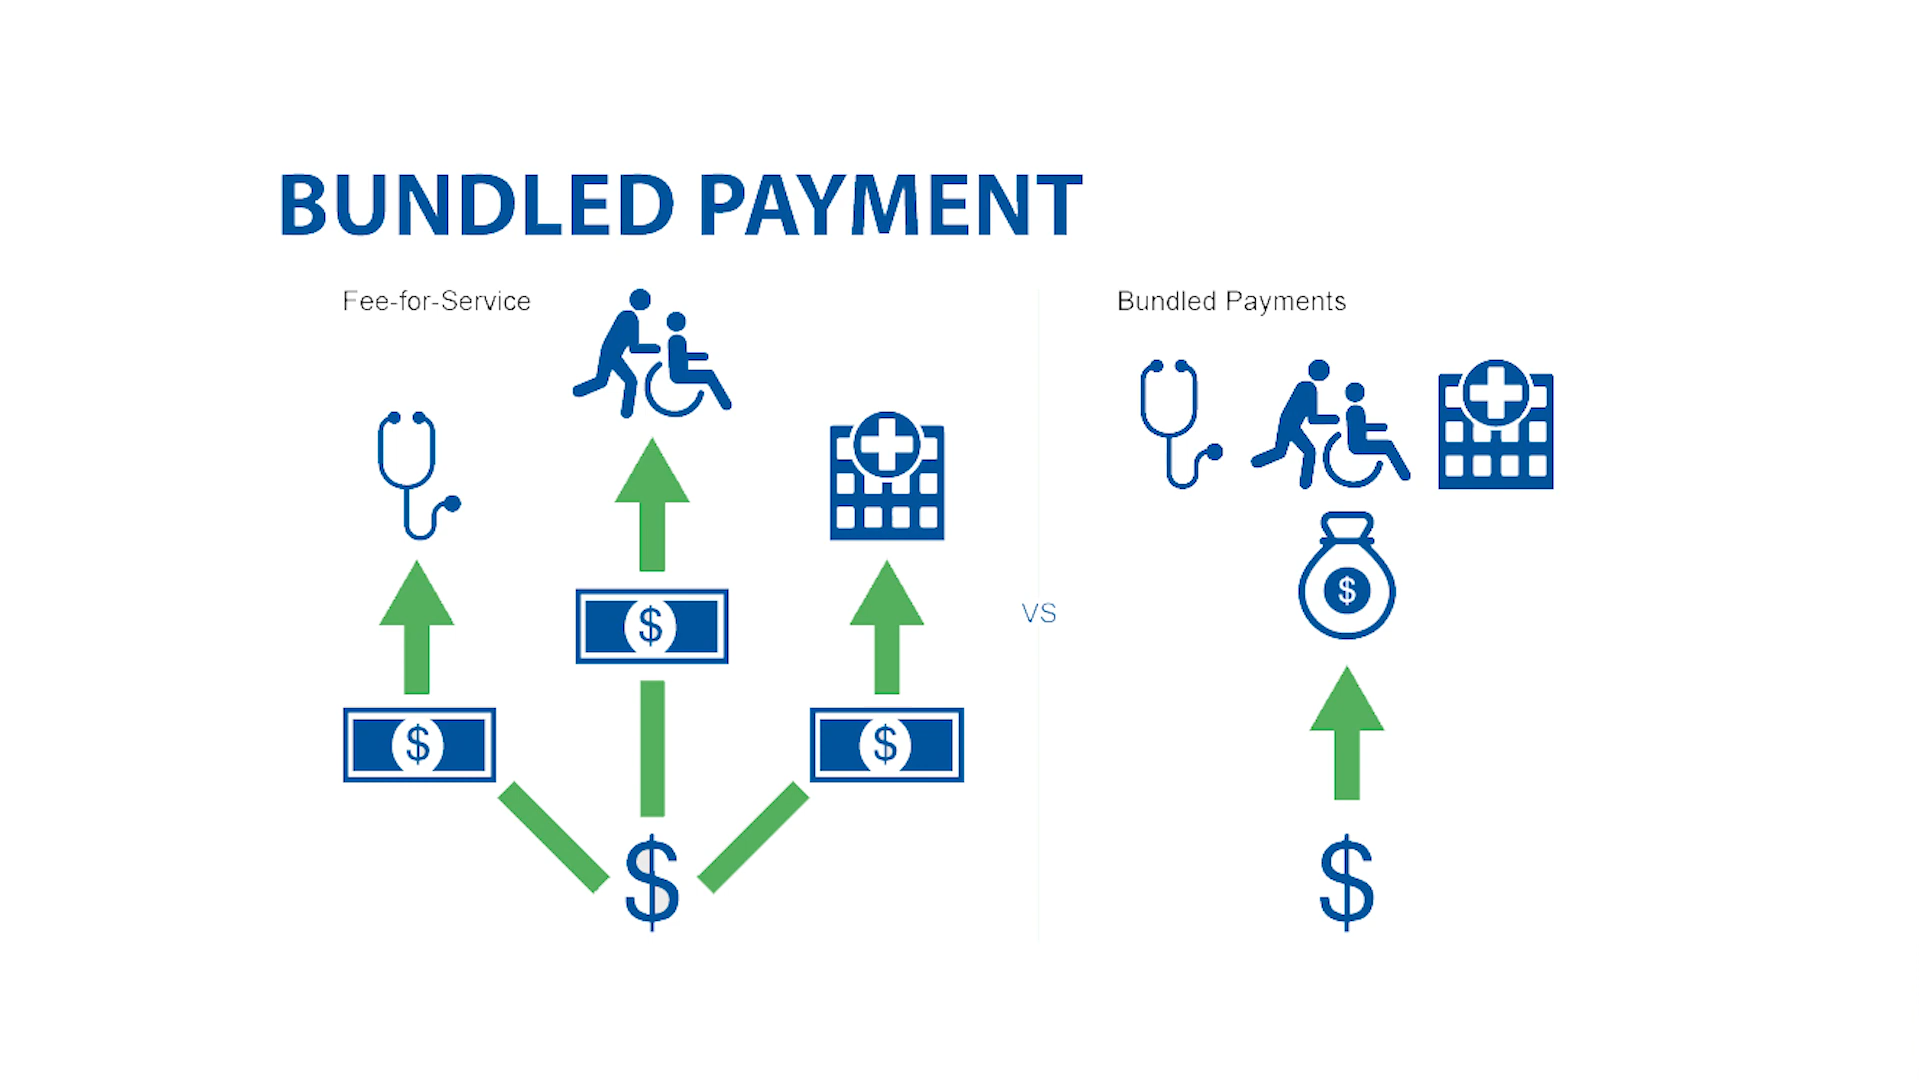 BUNDLED PAYMENT
Fee-for-Service
Bundled Payments
$
$
VS
$
$
$
$